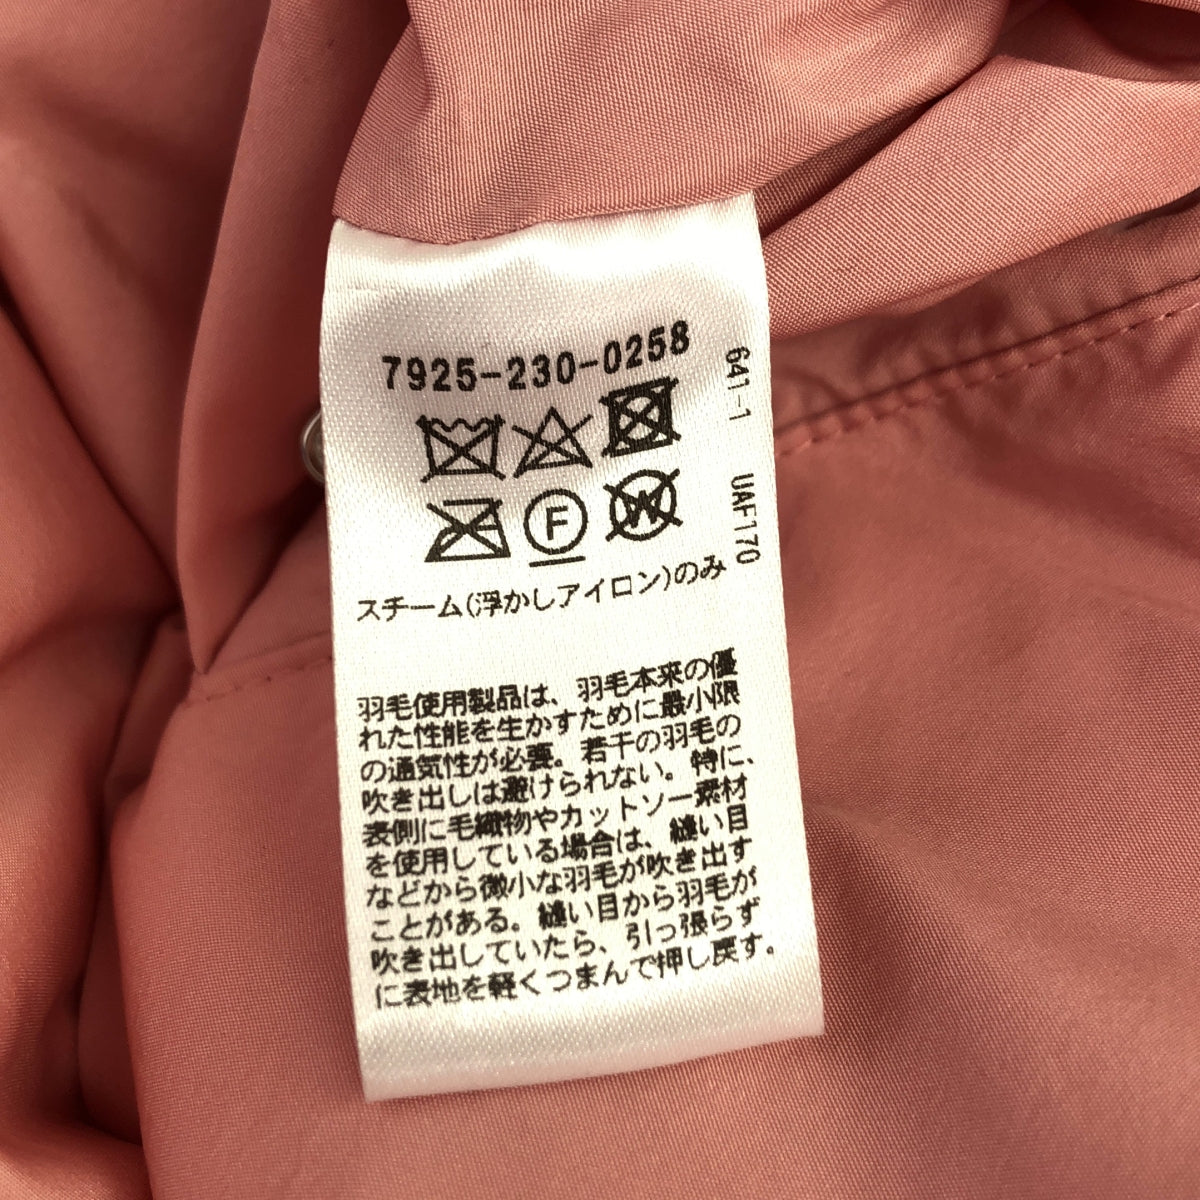 7925-230-0258
F
W
スチーム(浮かしアイロン)のみ
羽毛使用製品は、羽毛本来の優
れた性能を生かすために最小限
の通気性が必要。若干の羽毛の
吹き出しは避けられない。特に、
表側に毛織物やカットソー素材
を使用している場合は、縫い目
などから微小な羽毛が吹き出す
ことがある。縫い目から羽毛が
吹き出していたら、引っ張らず
に表地を軽くつまんで押し戻す。
641-1 UAF170